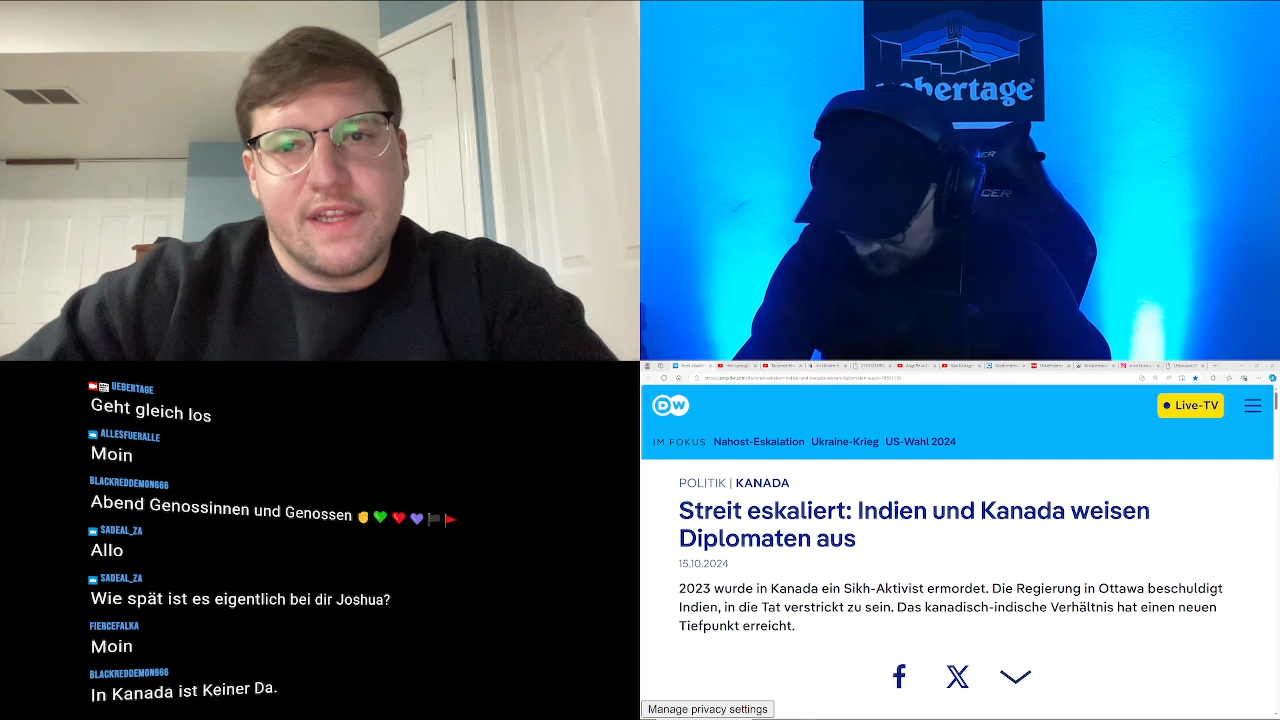 uebertage®
CER
UEBERTAGE
Geht gleich los
ALLESFUERALLE
Moin
BLACKREDDEMON666
Abend Genossinnen und Genossen ✊💚❤️💜🏴🚩
SADEAL_ZA
Allo
SADEAL_ZA
Wie spät ist es eigentlich bei dir Joshua?
FIERCEFALKA
Moin
BLACKREDDEMON666
In Kanada ist Keiner Da.
DW
Live-TV
IM FOKUS Nahost-Eskalation Ukraine-Krieg US-Wahl 2024
POLITIK | KANADA
Streit eskaliert: Indien und Kanada weisen
Diplomaten aus
15.10.2024
2023 wurde in Kanada ein Sikh-Aktivist ermordet. Die Regierung in Ottawa beschuldigt
Indien, in die Tat verstrickt zu sein. Das kanadisch-indische Verhältnis hat einen neuen
Tiefpunkt erreicht.
Manage privacy settings